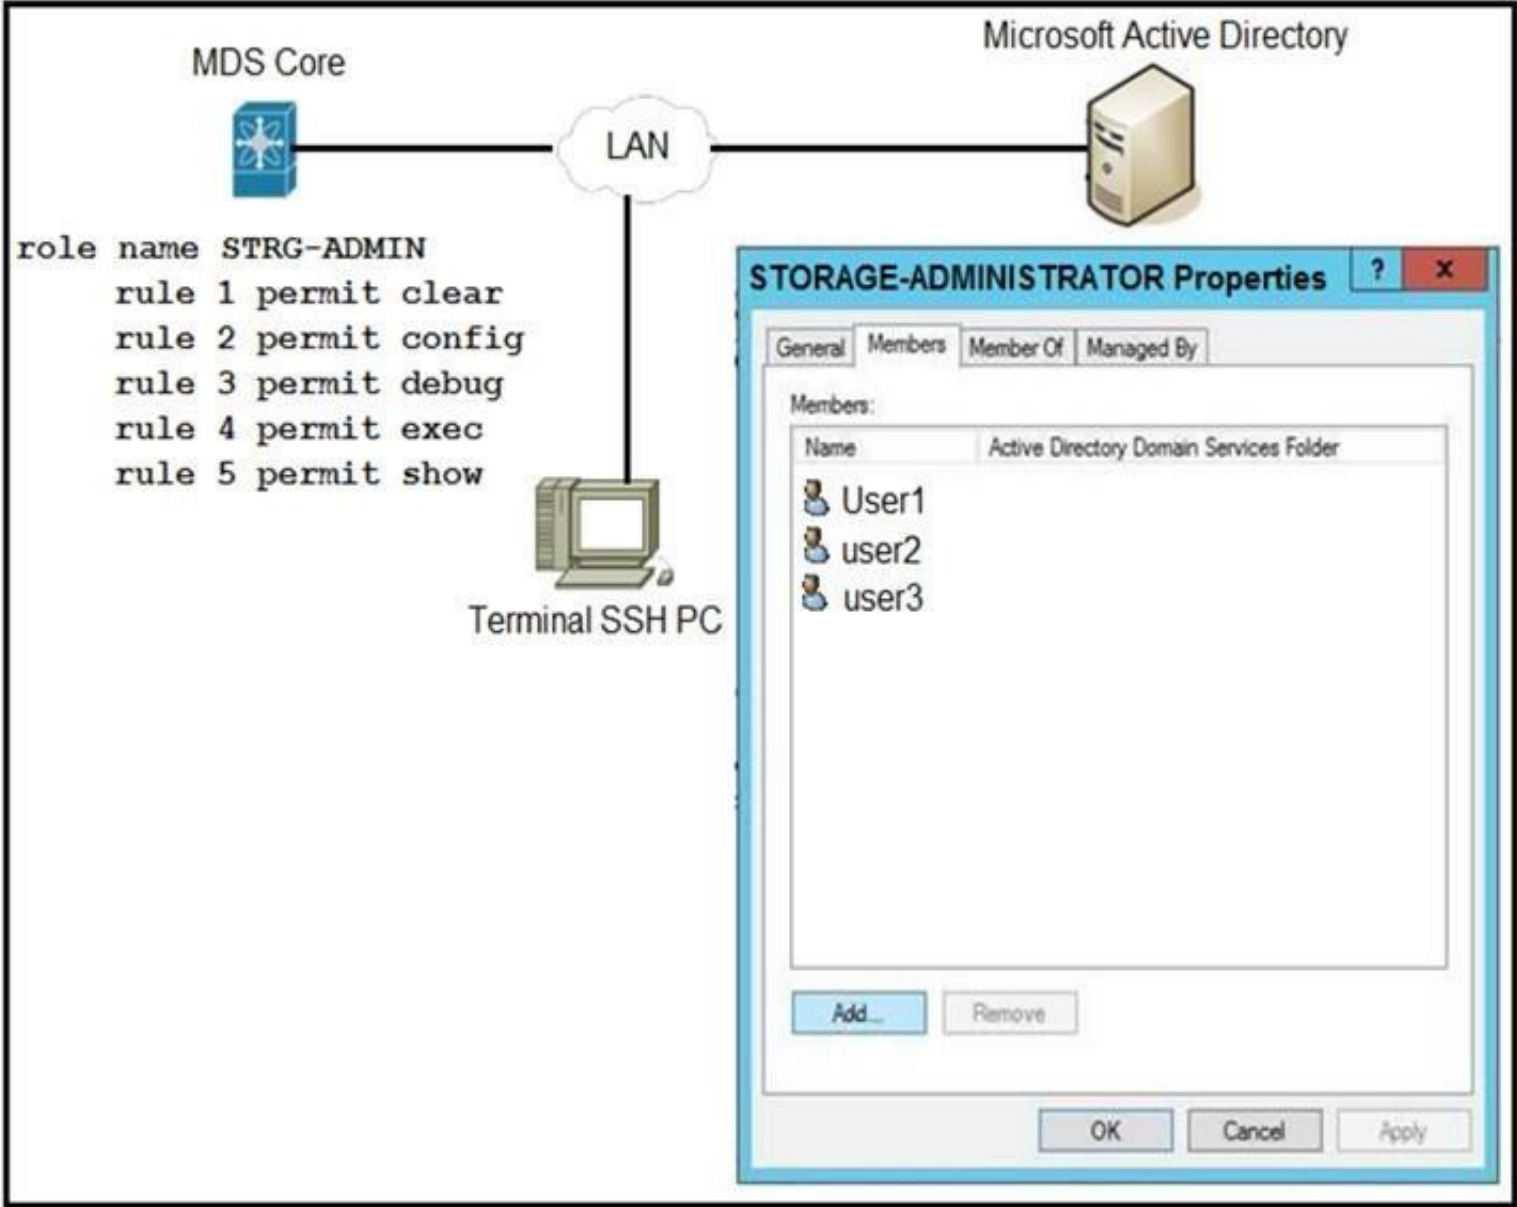 MDS Core
Microsoft Active Directory
LAN
role name STRG-ADMIN
rule 1 permit clear
rule 2 permit config
rule 3 permit debug
rule 4 permit exec
rule 5 permit show
Terminal SSH PC
STORAGE-ADMINISTRATOR Properties ? x
General Members Member Of Managed By
Members:
Name Active Directory Domain Services Folder
User1
user2
user3
Add... Remove
OK Cancel Apply